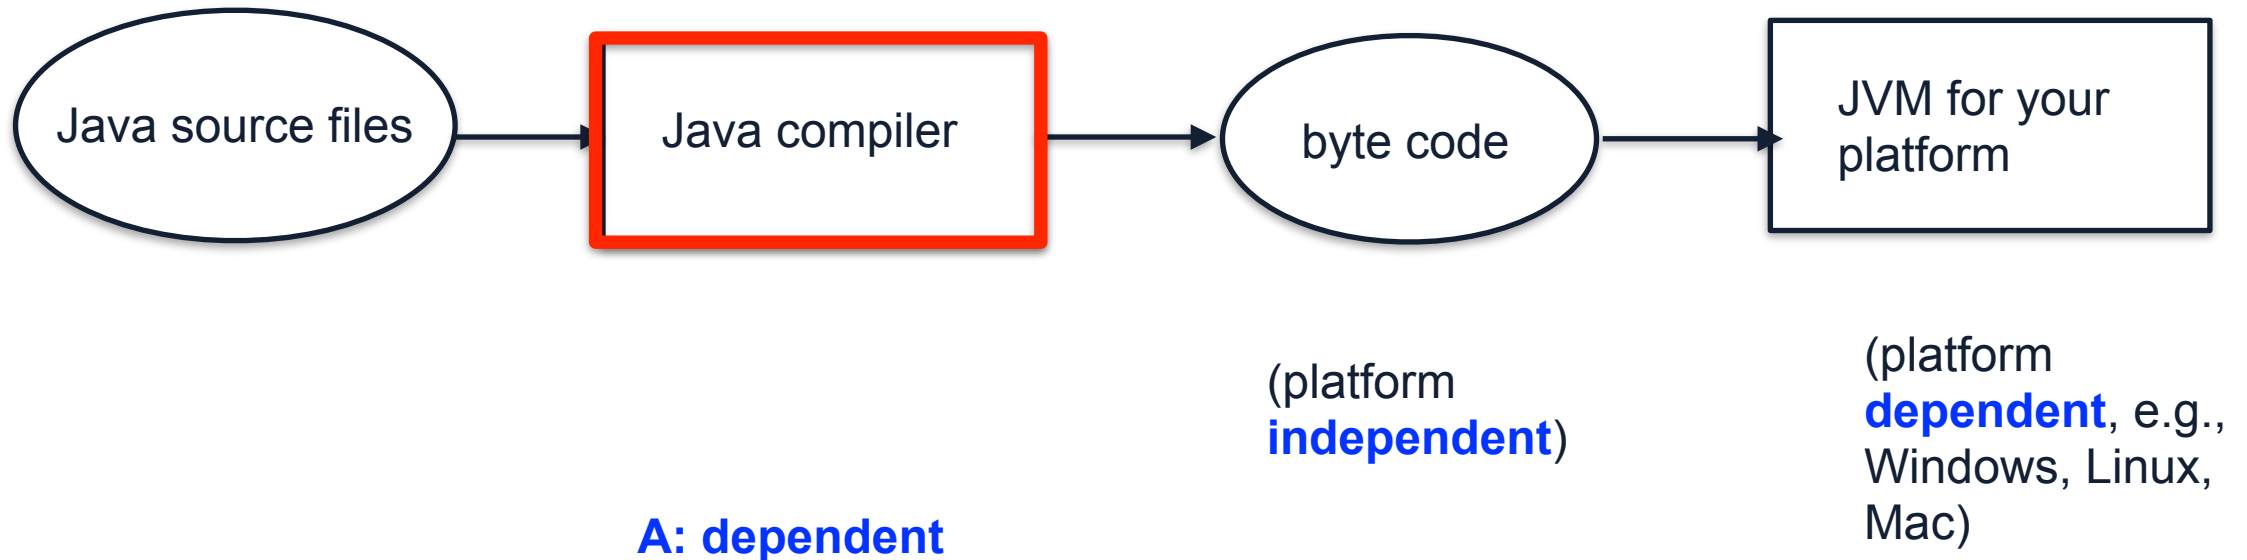 Java source files
Java compiler
byte code
JVM for your
platform
(platform
independent)
(platform
dependent, e.g.,
Windows, Linux,
Mac)
A: dependent